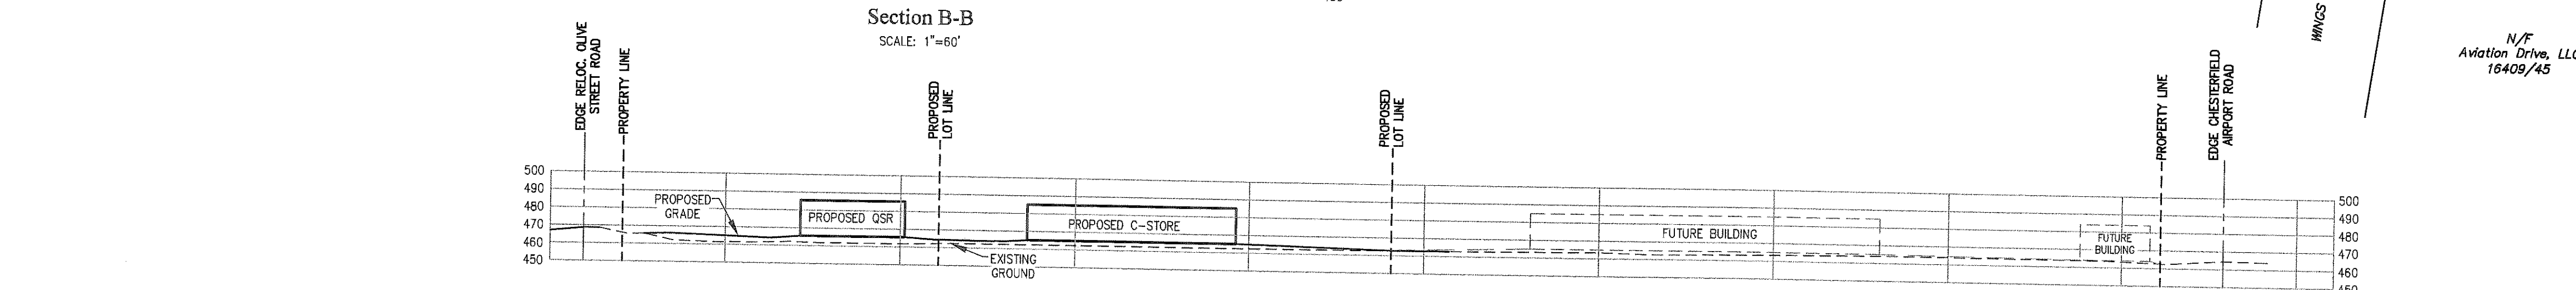 Section B-B
SCALE: 1"=60'
EDGE RELOC. OLIVE
STREET ROAD
PROPERTY LINE
PROPOSED
LOT LINE
PROPOSED
LOT LINE
PROPERTY LINE
EDGE CHESTERFIELD
AIRPORT ROAD
WINGS
N/F
Aviation Drive, LLC
16409/45
500
490
480
470
460
450
PROPOSED
GRADE
PROPOSED QSR
PROPOSED C-STORE
EXISTING
GROUND
FUTURE BUILDING
FUTURE
BUILDING
500
490
480
470
460
450